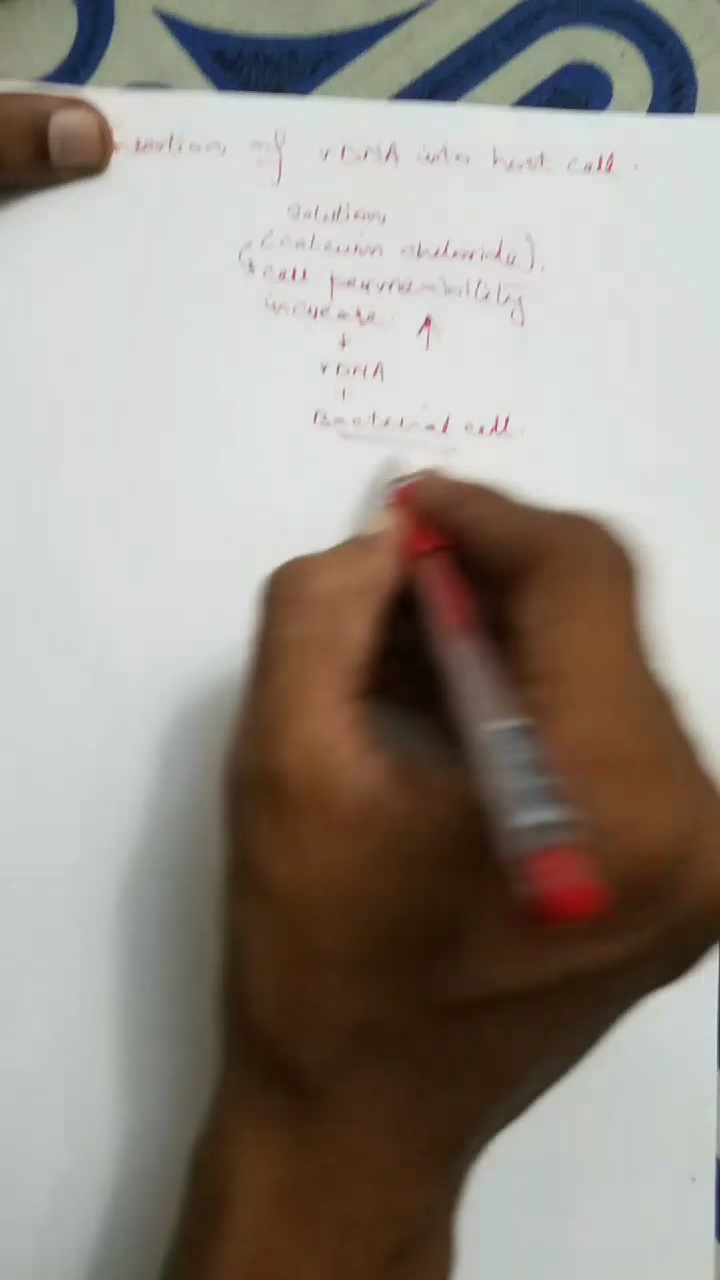 of rDNA into host cell.
Solution
(calcium chloride).
cell permeability
increase ↑
+
rDNA
+
Bacterial cell.